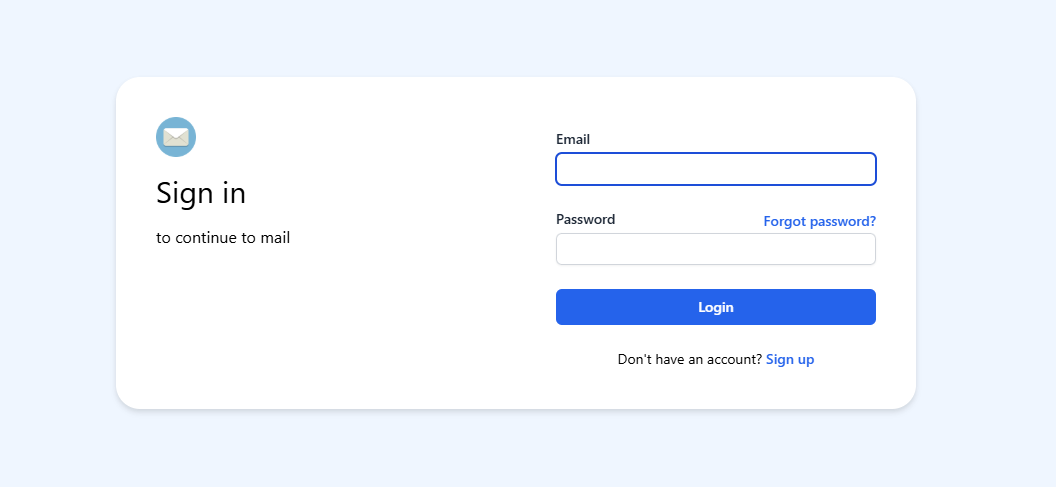 Sign in
to continue to mail
Email
Password
Forgot password?
Login
Don't have an account? Sign up